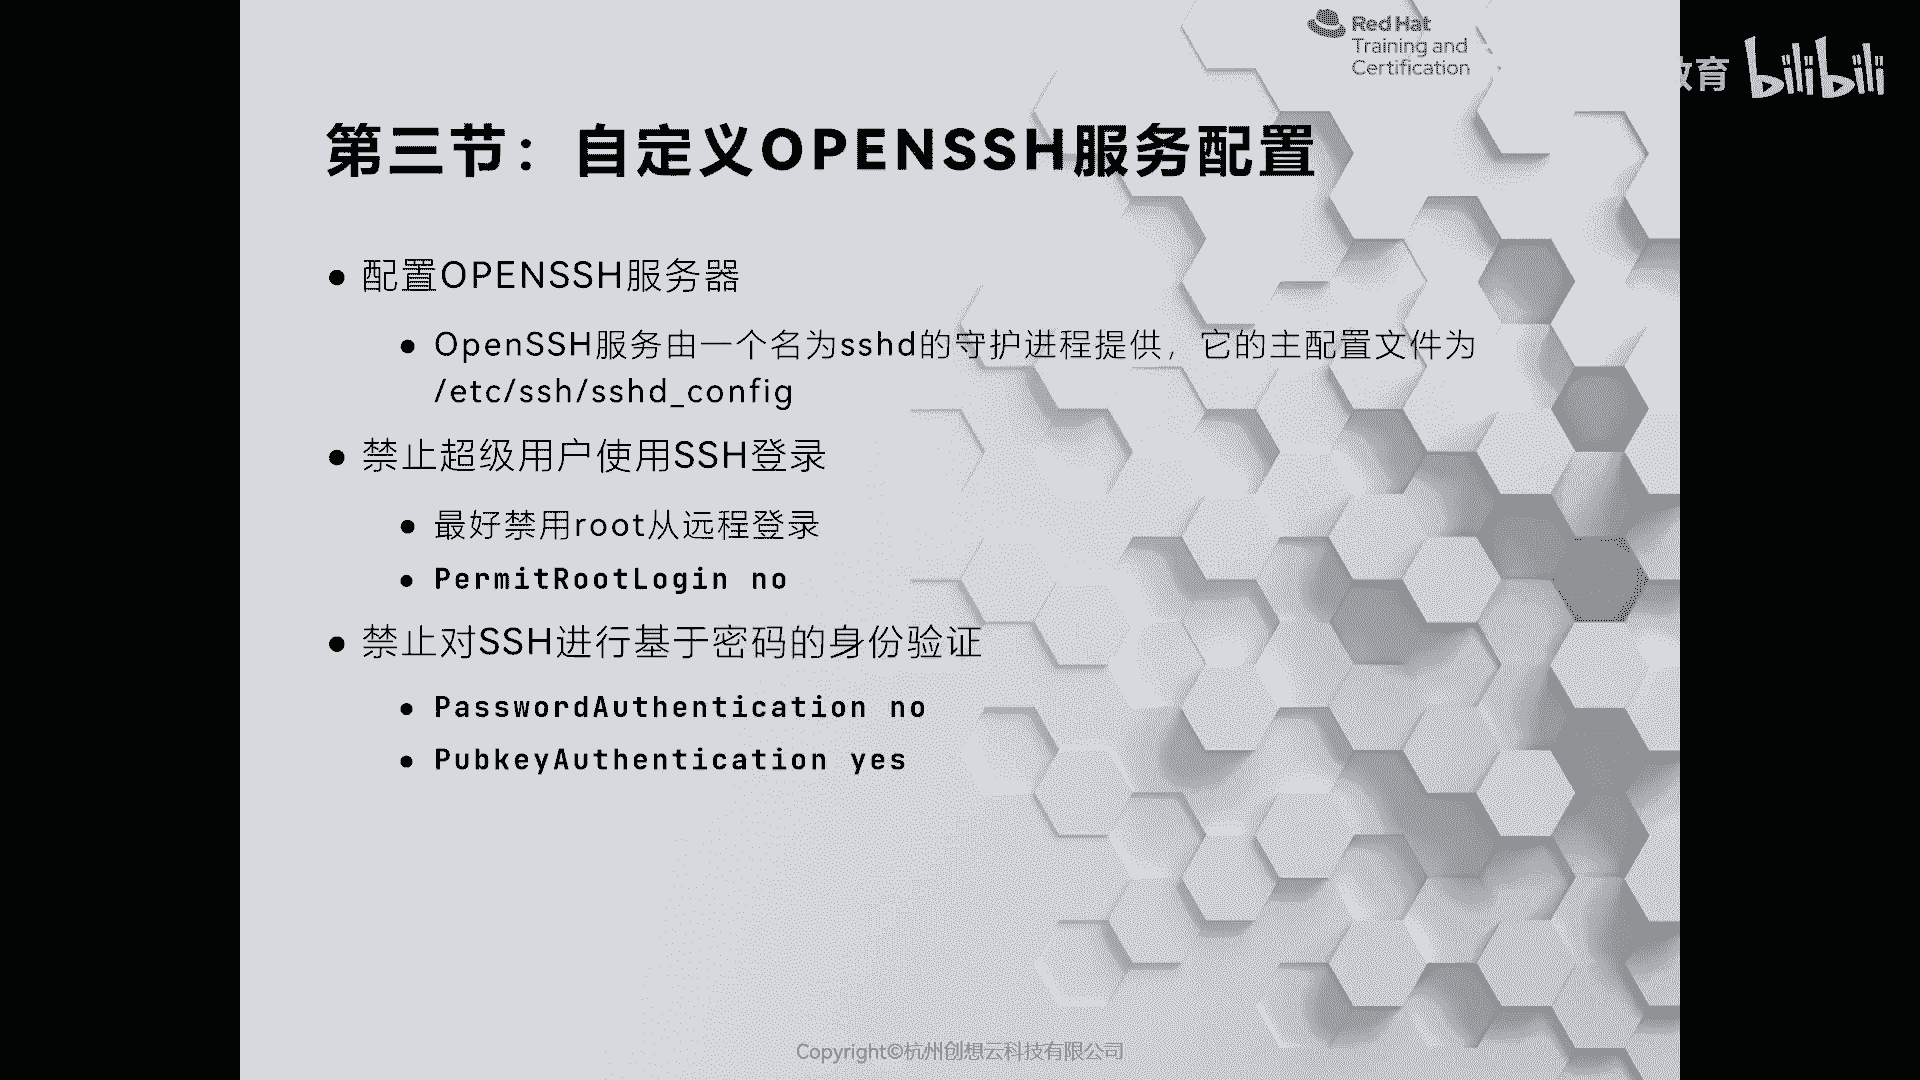 Red Hat
Training and
Certification
育 bilibili
第三节：自定义OPENSSH服务配置
● 配置OPENSSH服务器
● OpenSSH服务由一个名为sshd的守护进程提供，它的主配置文件为
/etc/ssh/sshd_config
● 禁止超级用户使用SSH登录
● 最好禁用root从远程登录
● PermitRootLogin no
● 禁止对SSH进行基于密码的身份验证
● PasswordAuthentication no
● PubkeyAuthentication yes
Copyright©杭州创想云科技有限公司